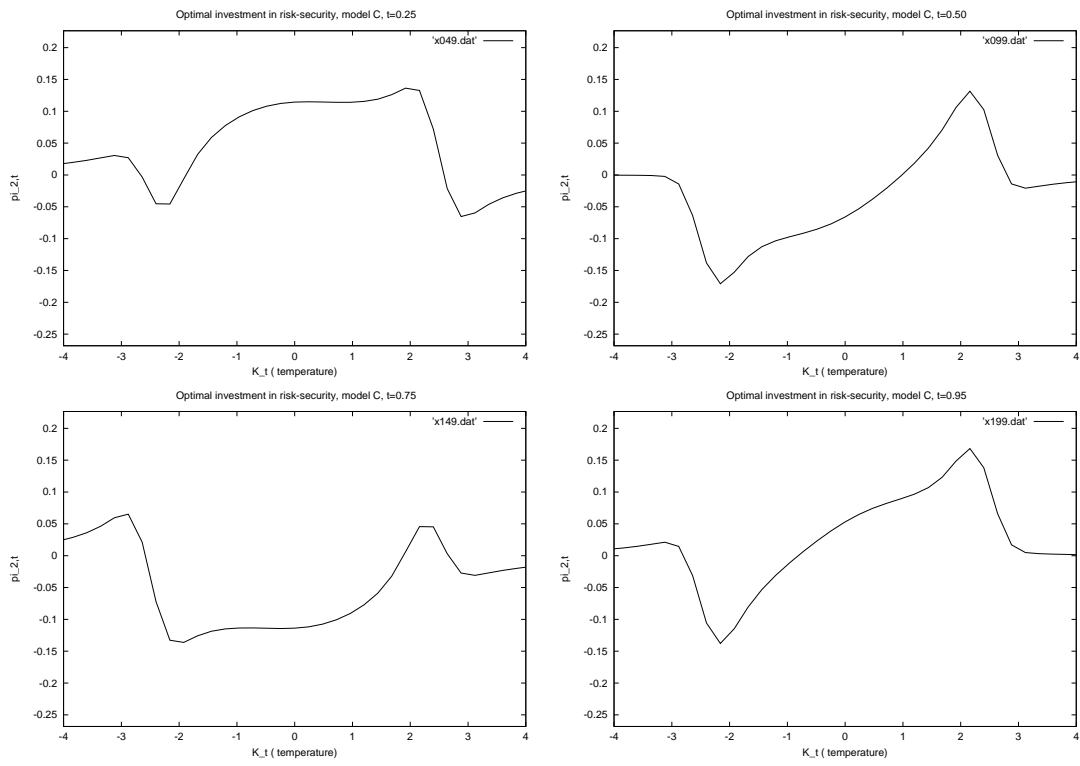 Optimal investment in risk-security, model C, t=0.25
'x049.dat'
0.2
0.15
0.1
0.05
0
-0.05
-0.1
-0.15
-0.2
-0.25
pi_2,t
-4 -3 -2 -1 0 1 2 3 4
K_t ( temperature)
Optimal investment in risk-security, model C, t=0.50
'x099.dat'
0.2
0.15
0.1
0.05
0
-0.05
-0.1
-0.15
-0.2
-0.25
pi_2,t
-4 -3 -2 -1 0 1 2 3 4
K_t ( temperature)
Optimal investment in risk-security, model C, t=0.75
'x149.dat'
0.2
0.15
0.1
0.05
0
-0.05
-0.1
-0.15
-0.2
-0.25
pi_2,t
-4 -3 -2 -1 0 1 2 3 4
K_t ( temperature)
Optimal investment in risk-security, model C, t=0.95
'x199.dat'
0.2
0.15
0.1
0.05
0
-0.05
-0.1
-0.15
-0.2
-0.25
pi_2,t
-4 -3 -2 -1 0 1 2 3 4
K_t ( temperature)